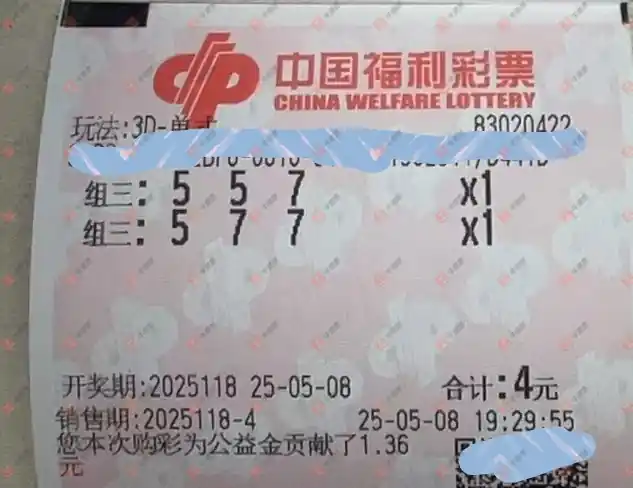 中国福利彩票
CHINA WELFARE LOTTERY
玩法:3D-单式 83020422
组三: 5 5 7 x1
组三: 5 7 7 x1
开奖期:2025118 25-05-08 合计:4元
销售期:2025118-4 25-05-08 19:29:55
您本次购彩为公益金贡献了1.36
元